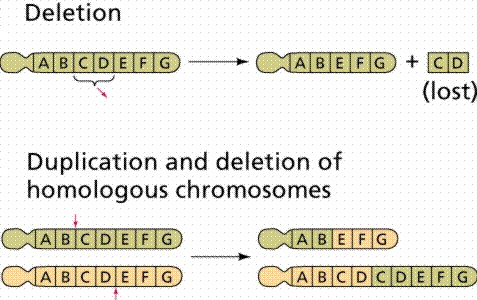 Deletion
A B C D E F G A B E F G + C D
(lost)
Duplication and deletion of
homologous chromosomes
A B C D E F G A B E F G
A B C D E F G A B C D C D E F G